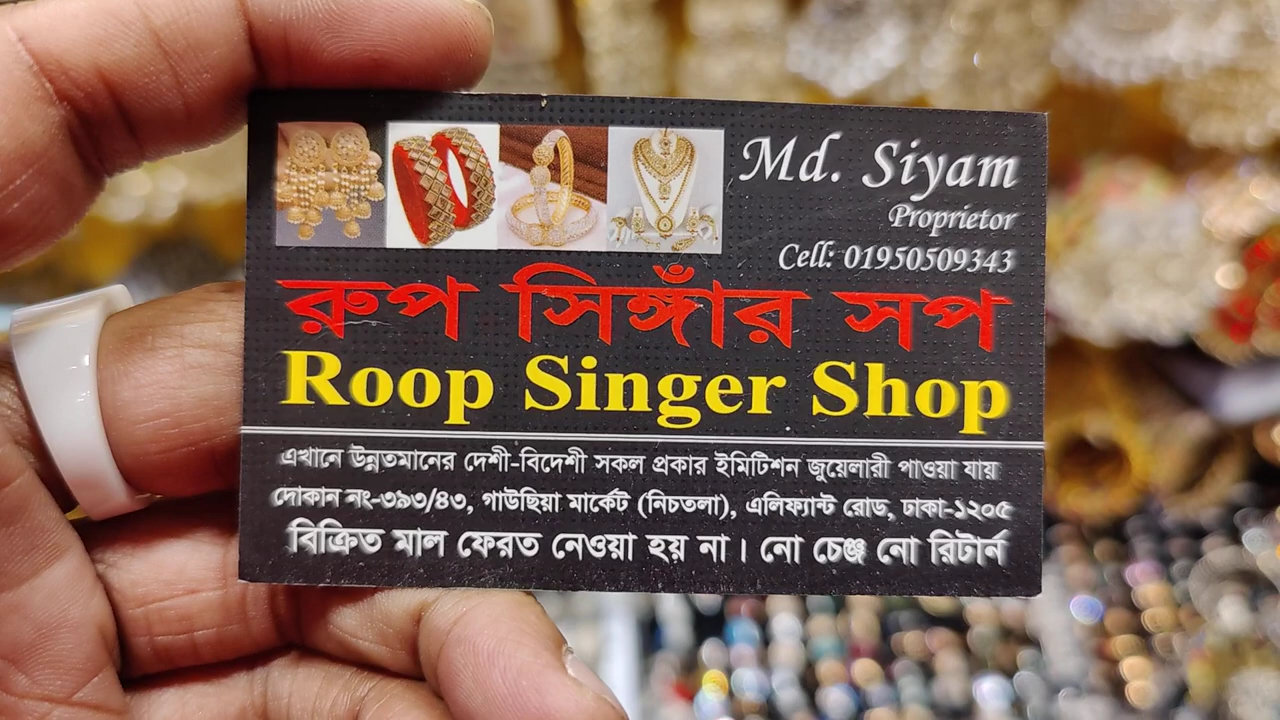 Md. Siyam
Proprietor
Cell: 01950509343
রুপ সিঙ্গাঁর সপ
Roop Singer Shop
এখানে উন্নতমানের দেশী-বিদেশী সকল প্রকার ইমিটিশন জুয়েলারী পাওয়া যায়
দোকান নং-৩৯৩/৪৩, গাউছিয়া মার্কেট (নিচতলা), এলিফ্যান্ট রোড, ঢাকা-১২০৫
বিক্রিত মাল ফেরত নেওয়া হয় না। নো চেঞ্জ নো রিটার্ন